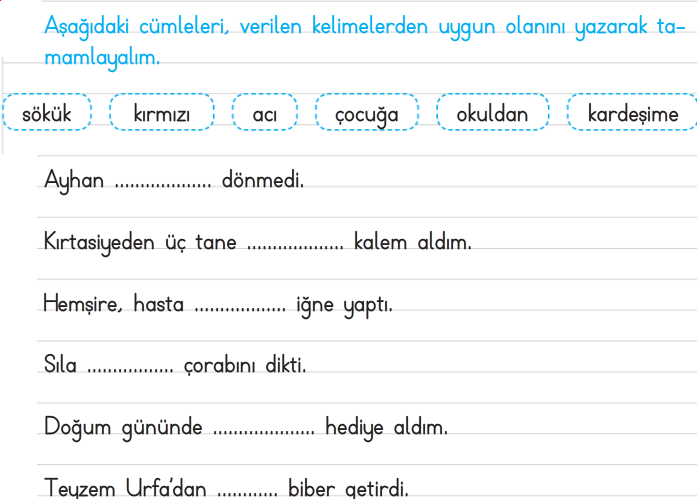 Aşağıdaki cümleleri, verilen kelimelerden uygun olanını yazarak ta-
mamlayalım.
sökük kırmızı acı çocuğa okuldan kardeşime
Ayhan ................... dönmedi.
Kırtasiyeden üç tane ................... kalem aldım.
Hemşire, hasta .................. iğne yaptı.
Sıla ................. çorabını dikti.
Doğum gününde .................... hediye aldım.
Teyzem Urfa'dan ............ biber getirdi.